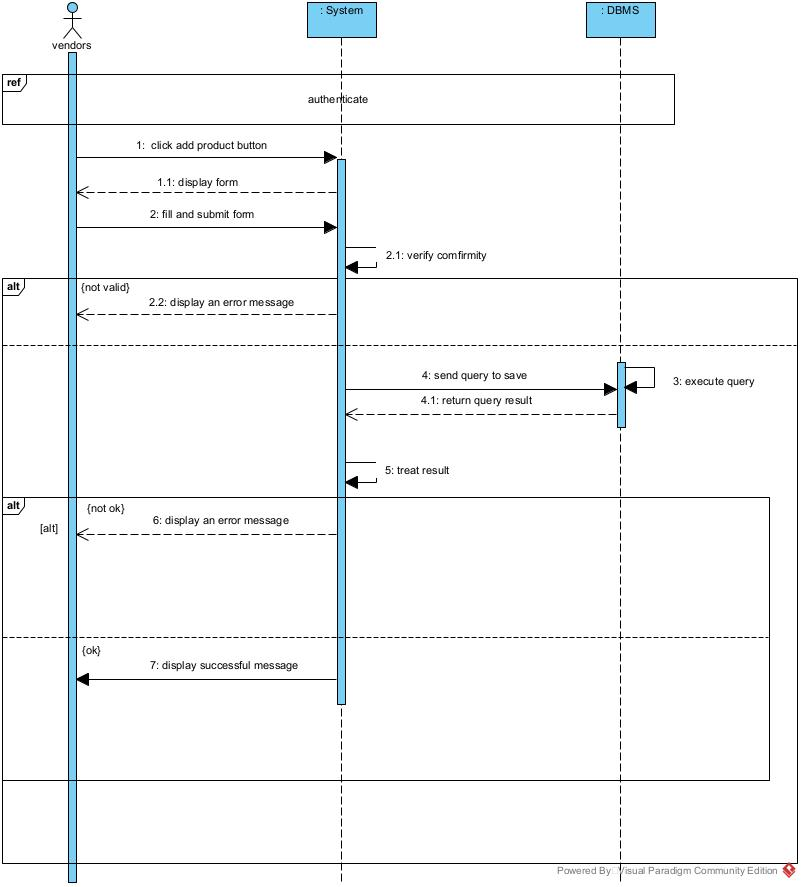 : System
: DBMS
vendors
ref
authenticate
1:  click add product button
1.1: display form
2: fill and submit form
2.1: verify comfirmity
alt
{not valid}
2.2: display an error message
4: send query to save
3: execute query
4.1: return query result
5: treat result
alt
{not ok}
6: display an error message
[alt]
{ok}
7: display successful message
Powered By Visual Paradigm Community Edition